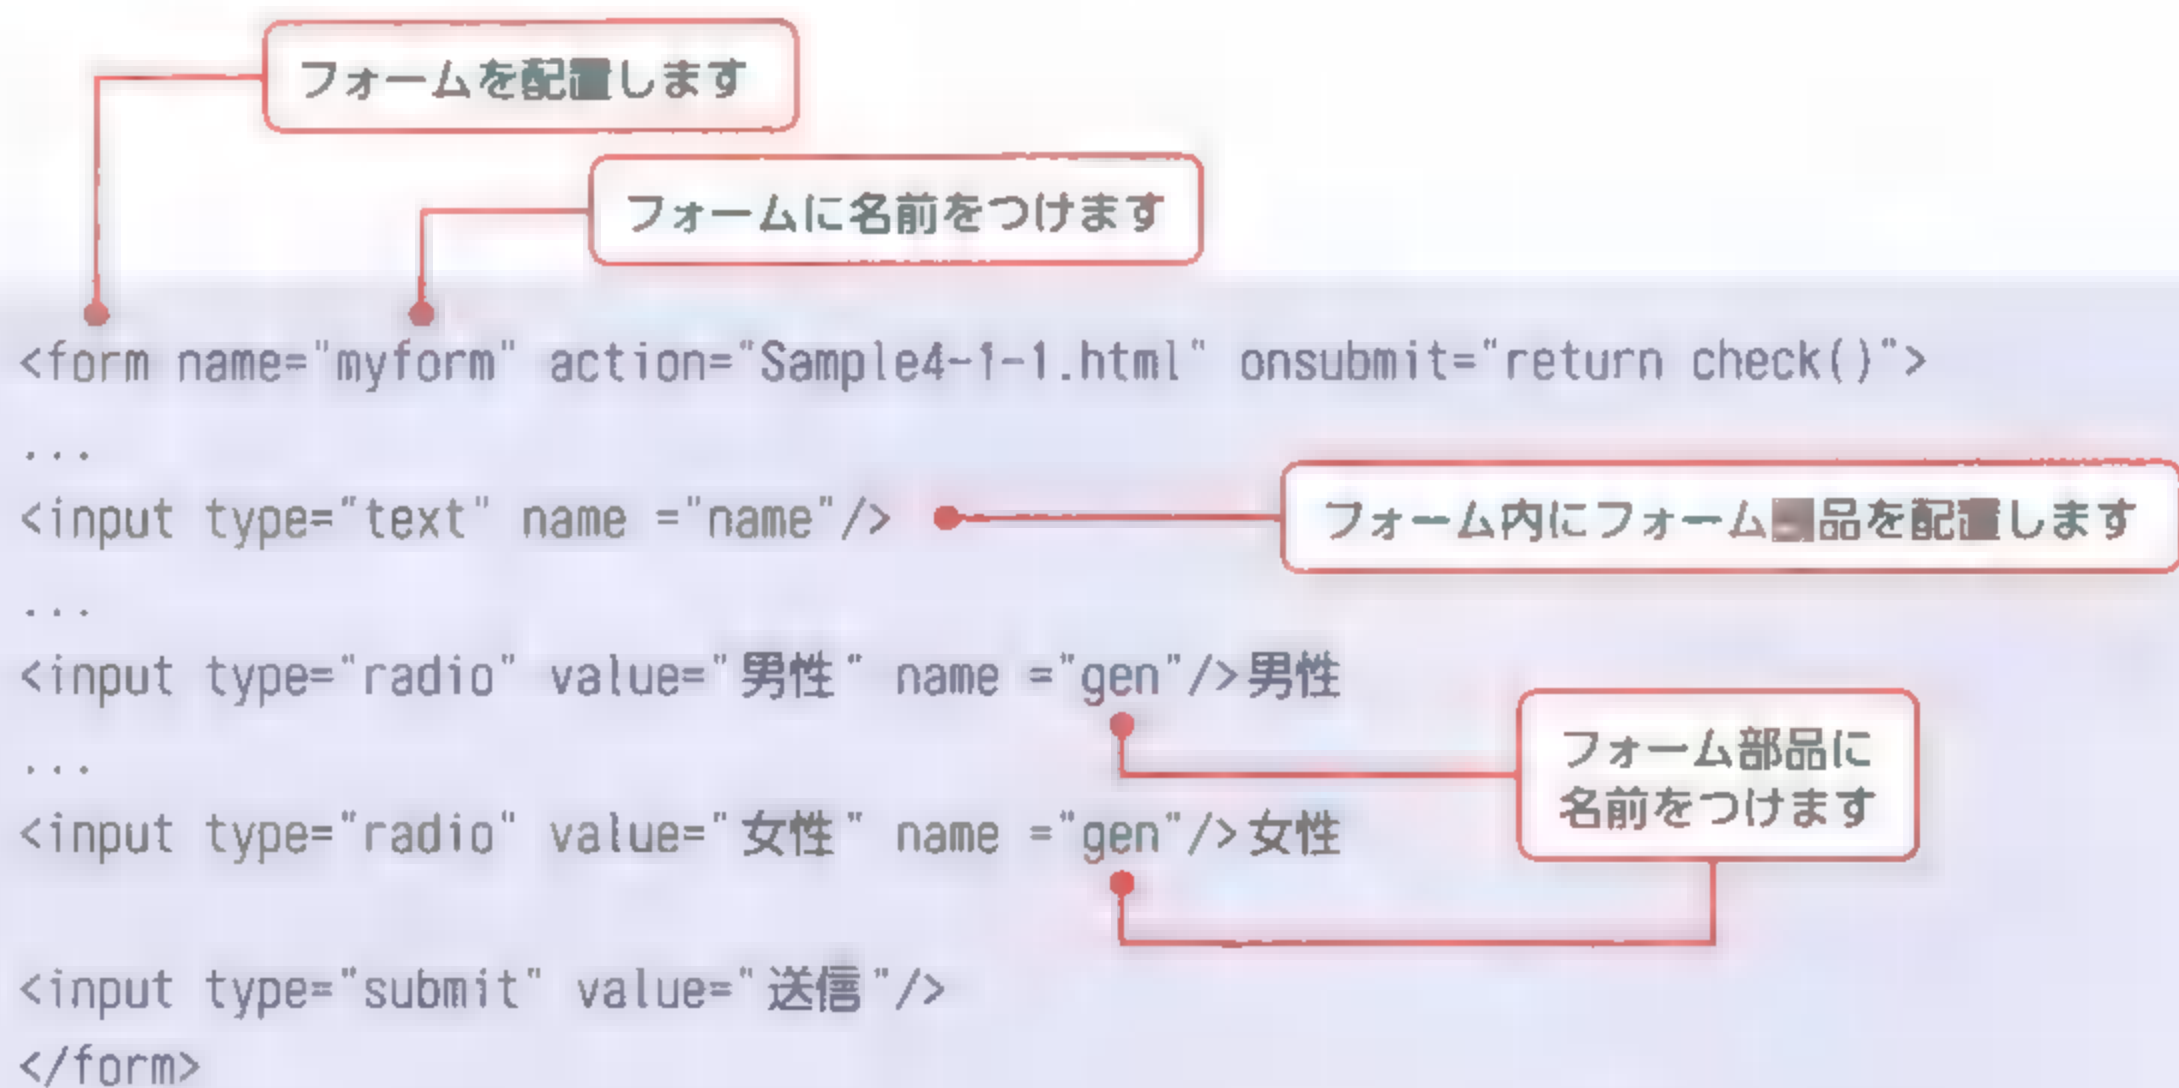 フォームを配置します
フォームに名前をつけます
<form name="myform" action="Sample4-1-1.html" onsubmit="return check()">
...
<input type="text" name ="name"/>
フォーム内にフォーム部品を配置します
...
<input type="radio" value="男性" name ="gen"/>男性
...
フォーム部品に
名前をつけます
<input type="radio" value="女性" name ="gen"/>女性
<input type="submit" value="送信"/>
</form>